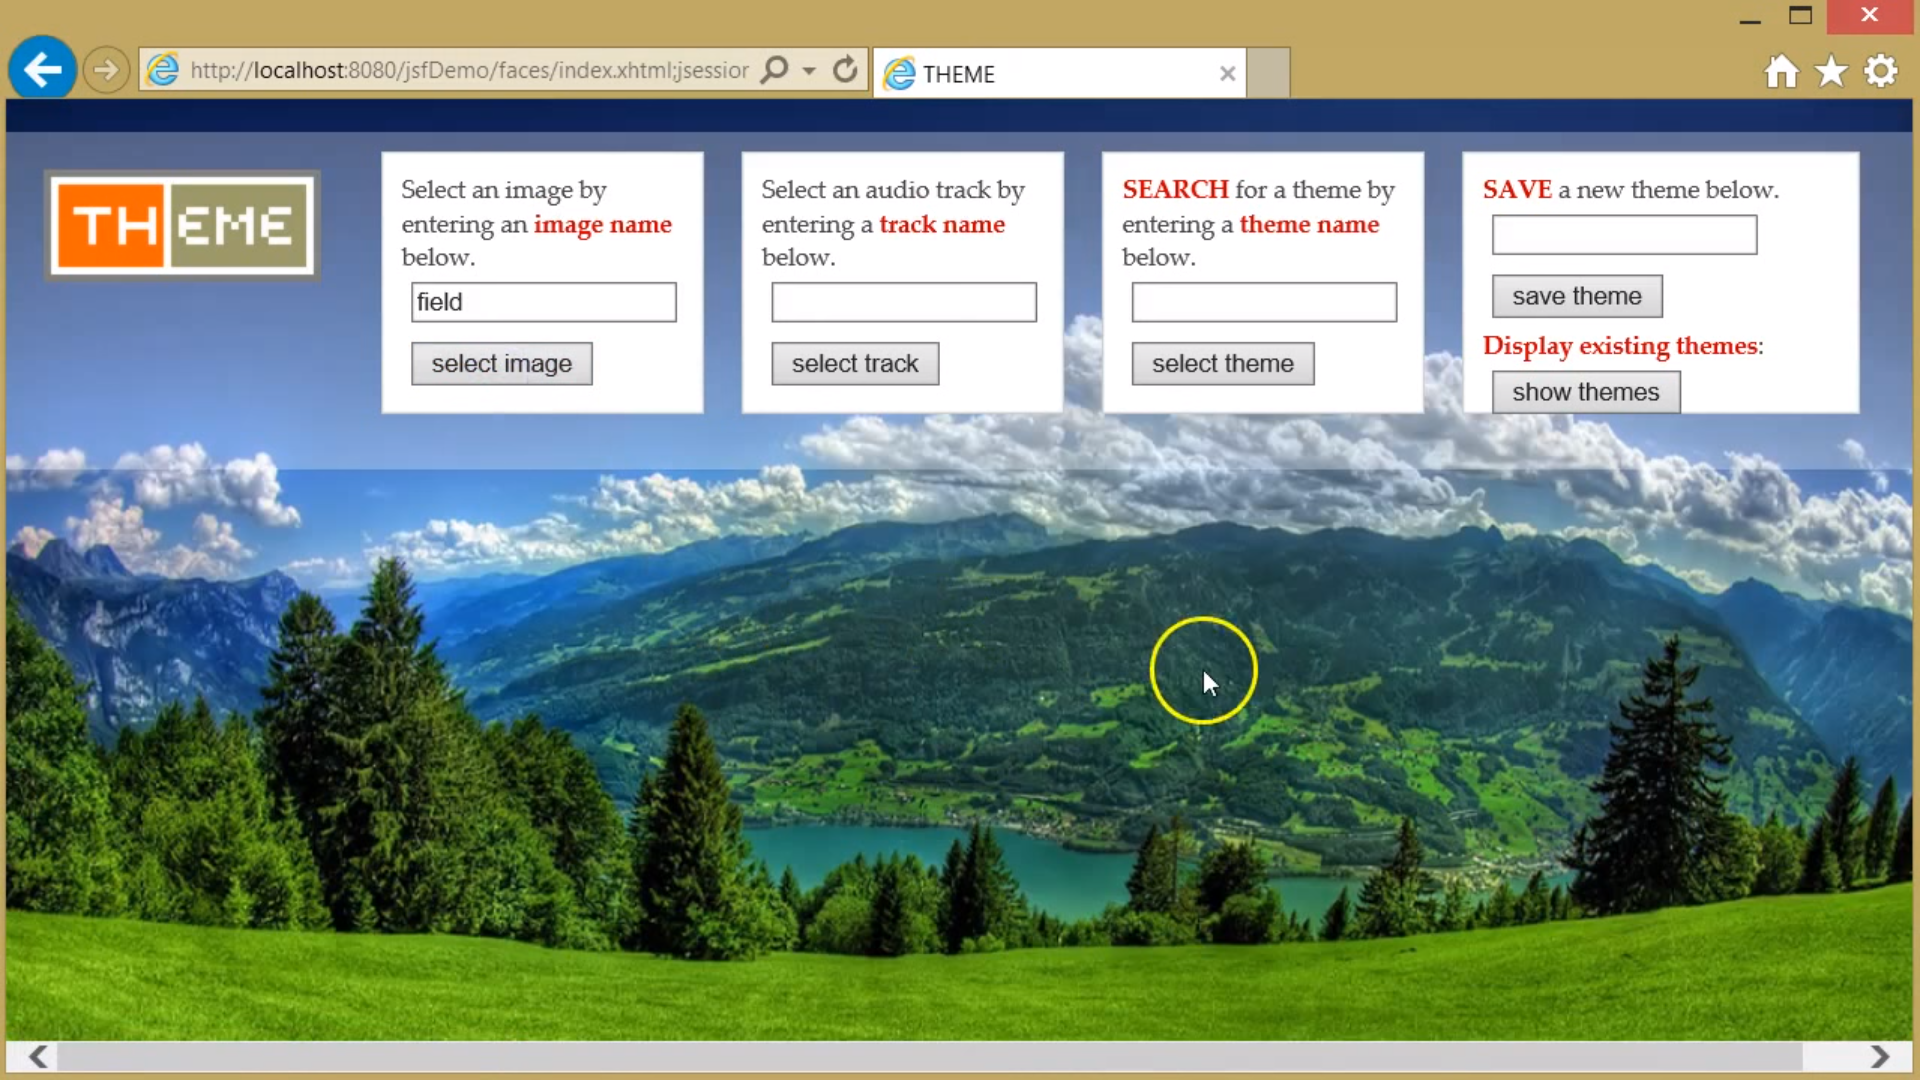 http://localhost:8080/jsfDemo/faces/index.xhtml;jsession
THEME
THEME
Select an image by
entering an image name
below.
field
select image
Select an audio track by
entering a track name
below.
select track
SEARCH for a theme by
entering a theme name
below.
select theme
SAVE a new theme below.
save theme
Display existing themes:
show themes